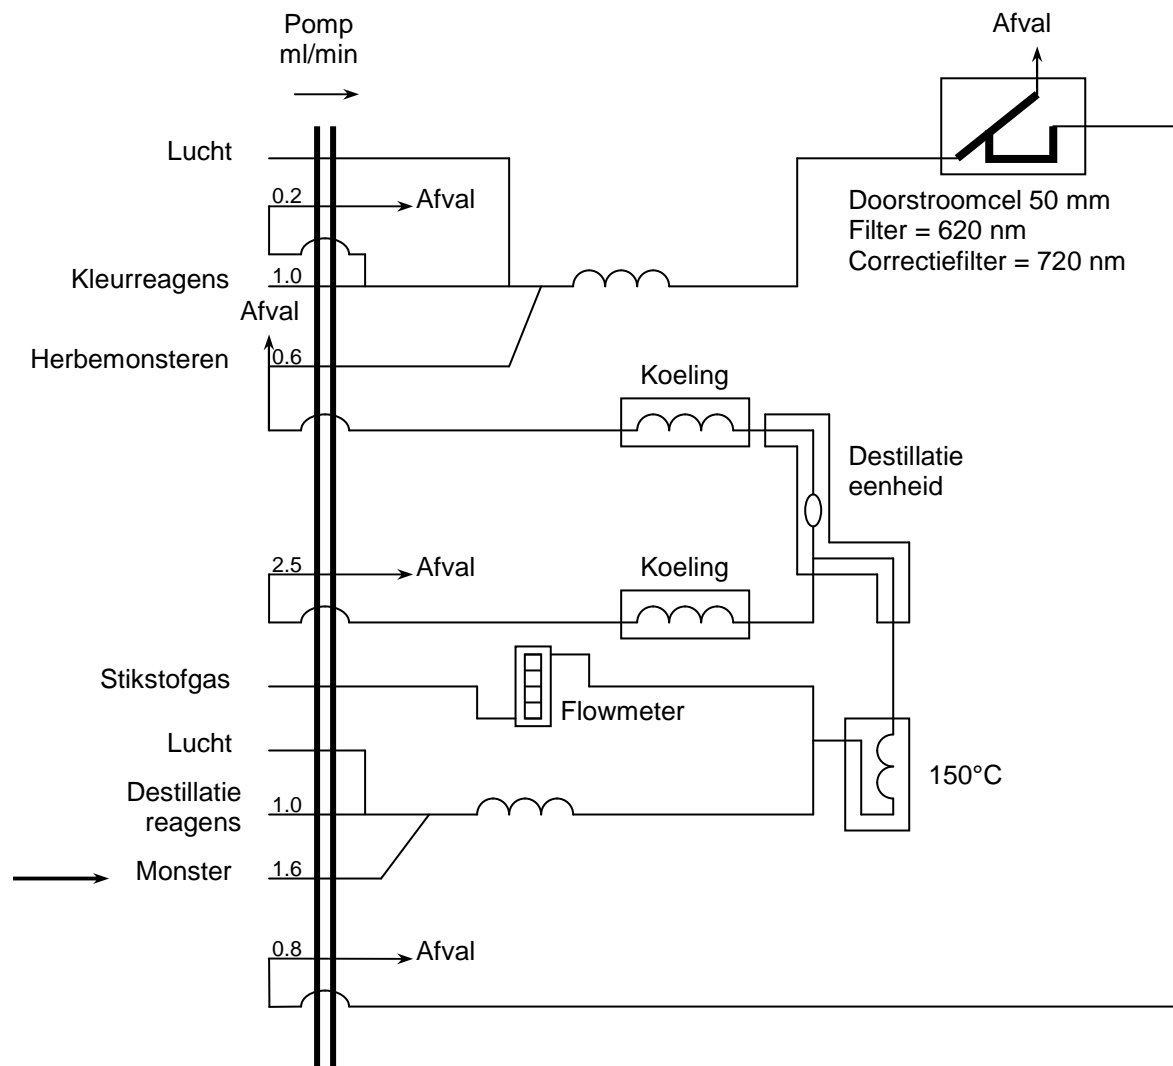 Pomp
ml/min
Afval
Lucht
0.2
Afval
Doorstroomcel 50 mm
Filter = 620 nm
Correctiefilter = 720 nm
Kleurreagens
1.0
Afval
Herbemonsteren
0.6
Koeling
Destillatie
eenheid
2.5
Afval
Koeling
Stikstofgas
Flowmeter
Lucht
150°C
Destillatie
reagens
1.0
Monster
1.6
0.8
Afval